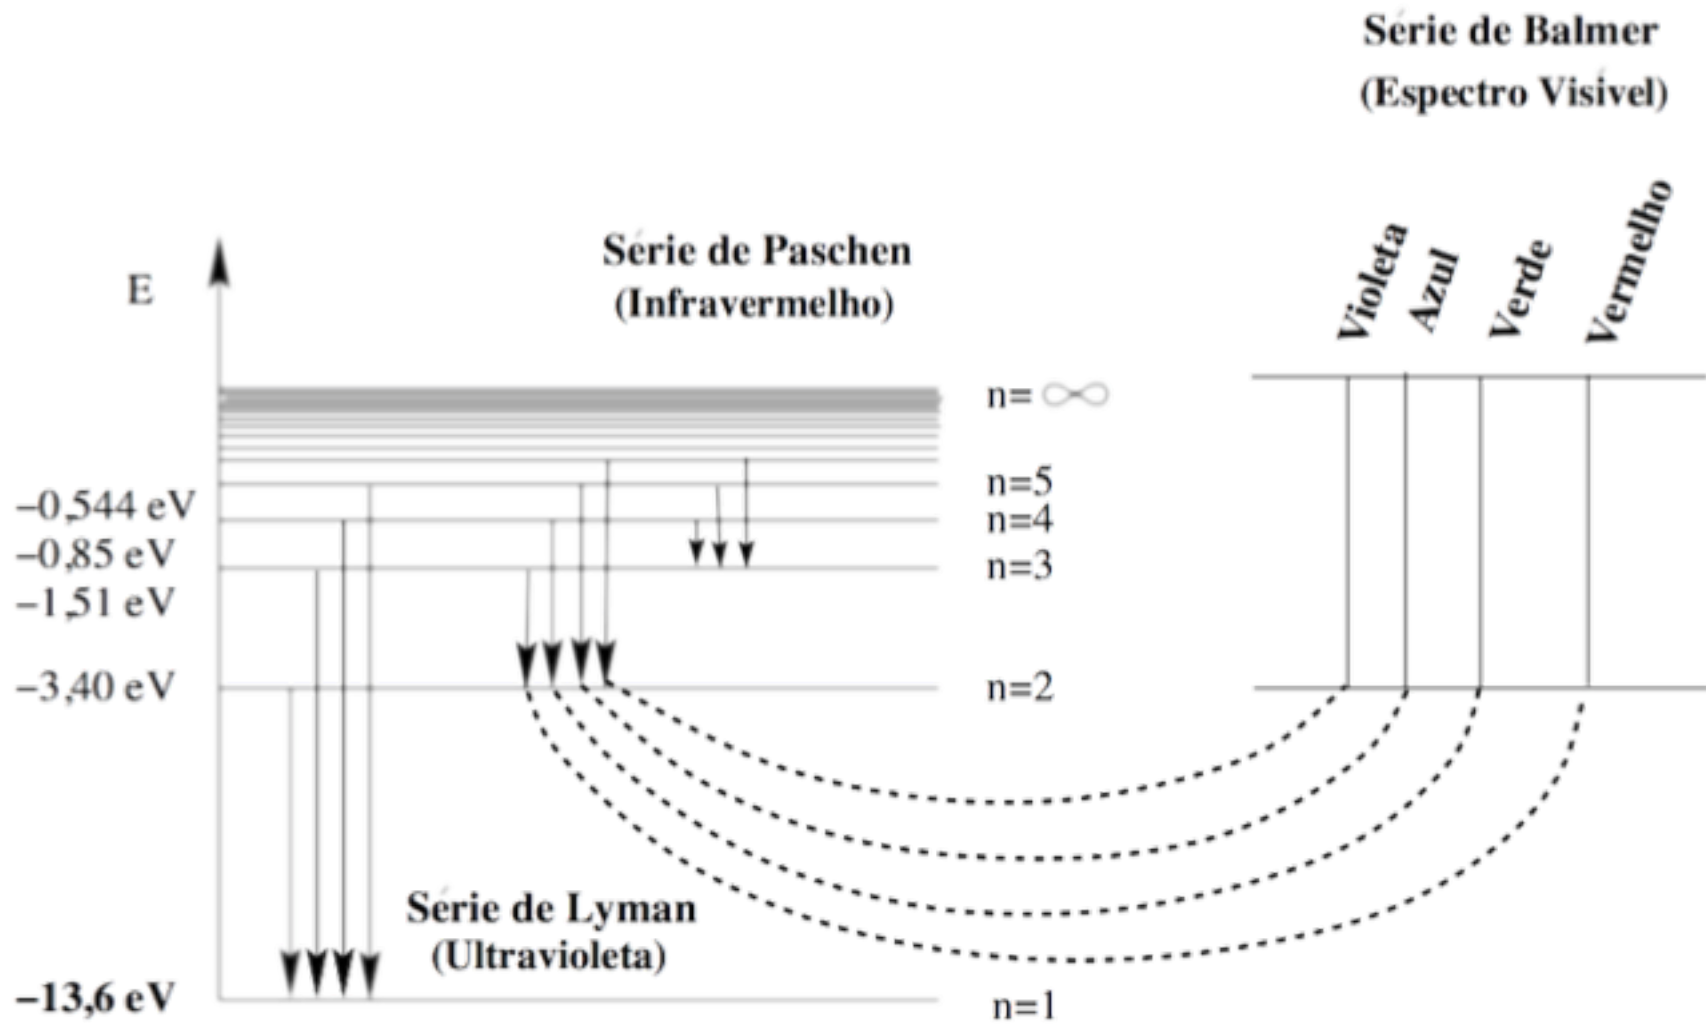 Série de Balmer
(Espectro Visível)
Violeta
Azul
Verde
Vermelho
Série de Paschen
(Infravermelho)
E
n= ∞
n=5
n=4
n=3
n=2
n=1
−0,544 eV
−0,85 eV
−1,51 eV
−3,40 eV
−13,6 eV
Série de Lyman
(Ultravioleta)